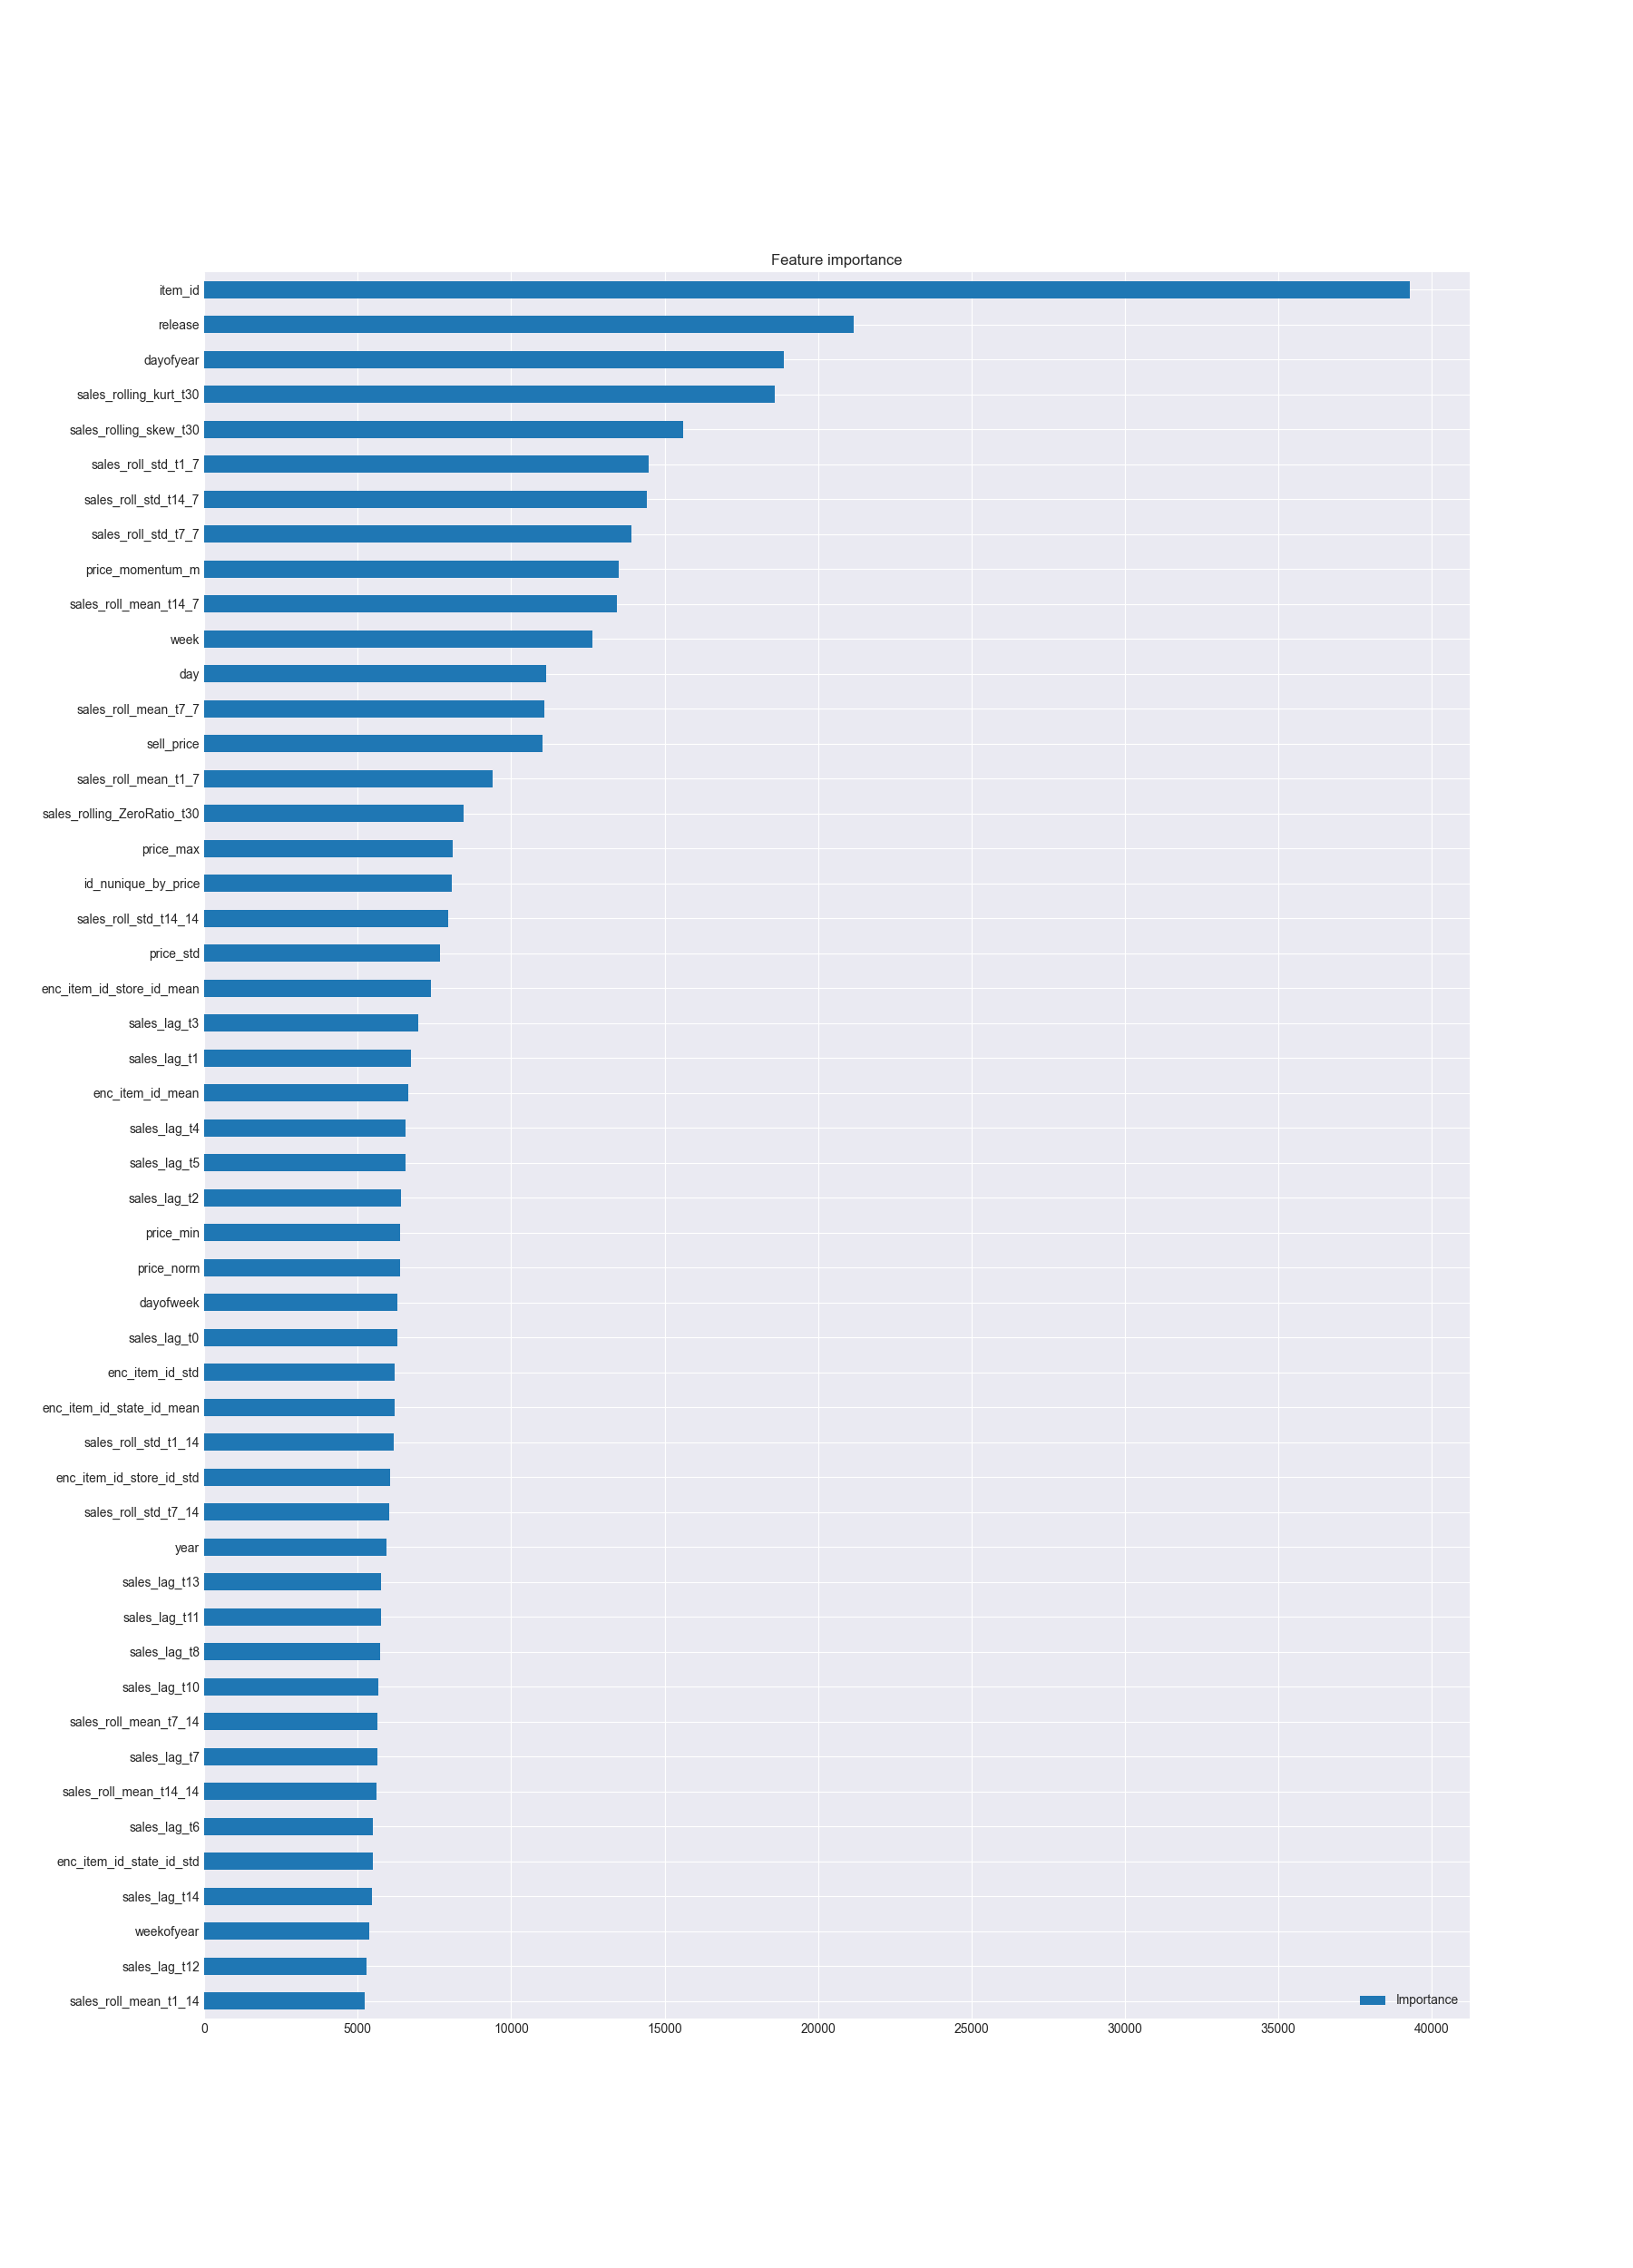 Feature importance
item_id
release
dayofyear
sales_rolling_kurt_t30
sales_rolling_skew_t30
sales_roll_std_t1_7
sales_roll_std_t14_7
sales_roll_std_t7_7
price_momentum_m
sales_roll_mean_t14_7
week
day
sales_roll_mean_t7_7
sell_price
sales_roll_mean_t1_7
sales_rolling_ZeroRatio_t30
price_max
id_nunique_by_price
sales_roll_std_t14_14
price_std
enc_item_id_store_id_mean
sales_lag_t3
sales_lag_t1
enc_item_id_mean
sales_lag_t4
sales_lag_t5
sales_lag_t2
price_min
price_norm
dayofweek
sales_lag_t0
enc_item_id_std
enc_item_id_state_id_mean
sales_roll_std_t1_14
enc_item_id_store_id_std
sales_roll_std_t7_14
year
sales_lag_t13
sales_lag_t11
sales_lag_t8
sales_lag_t10
sales_roll_mean_t7_14
sales_lag_t7
sales_roll_mean_t14_14
sales_lag_t6
enc_item_id_state_id_std
sales_lag_t14
weekofyear
sales_lag_t12
sales_roll_mean_t1_14
Importance
0 5000 10000 15000 20000 25000 30000 35000 40000